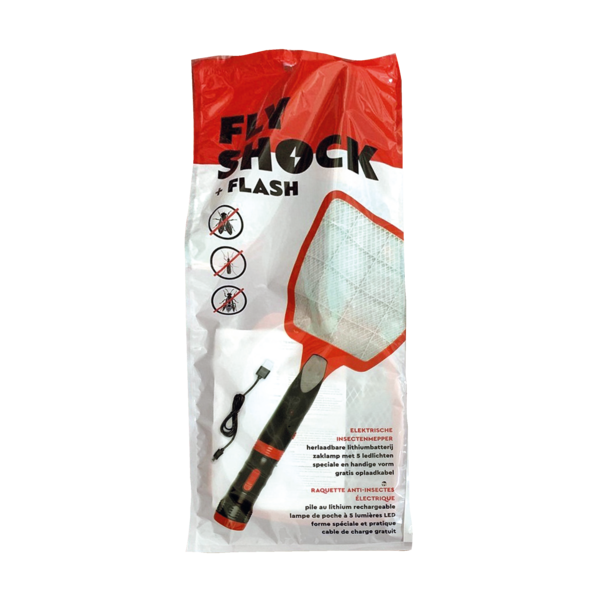 FLY
SHOCK
+ FLASH
ELEKTRISCHE
INSECTENMEPPER
herlaadbare lithiumbatterij
zaklamp met 5 ledlichten
speciale en handige vorm
gratis oplaadkabel
RAQUETTE ANTI-INSECTES
ÉLECTRIQUE
pile au lithium rechargeable
lampe de poche à 5 lumières LED
forme spéciale et pratique
cable de charge gratuit